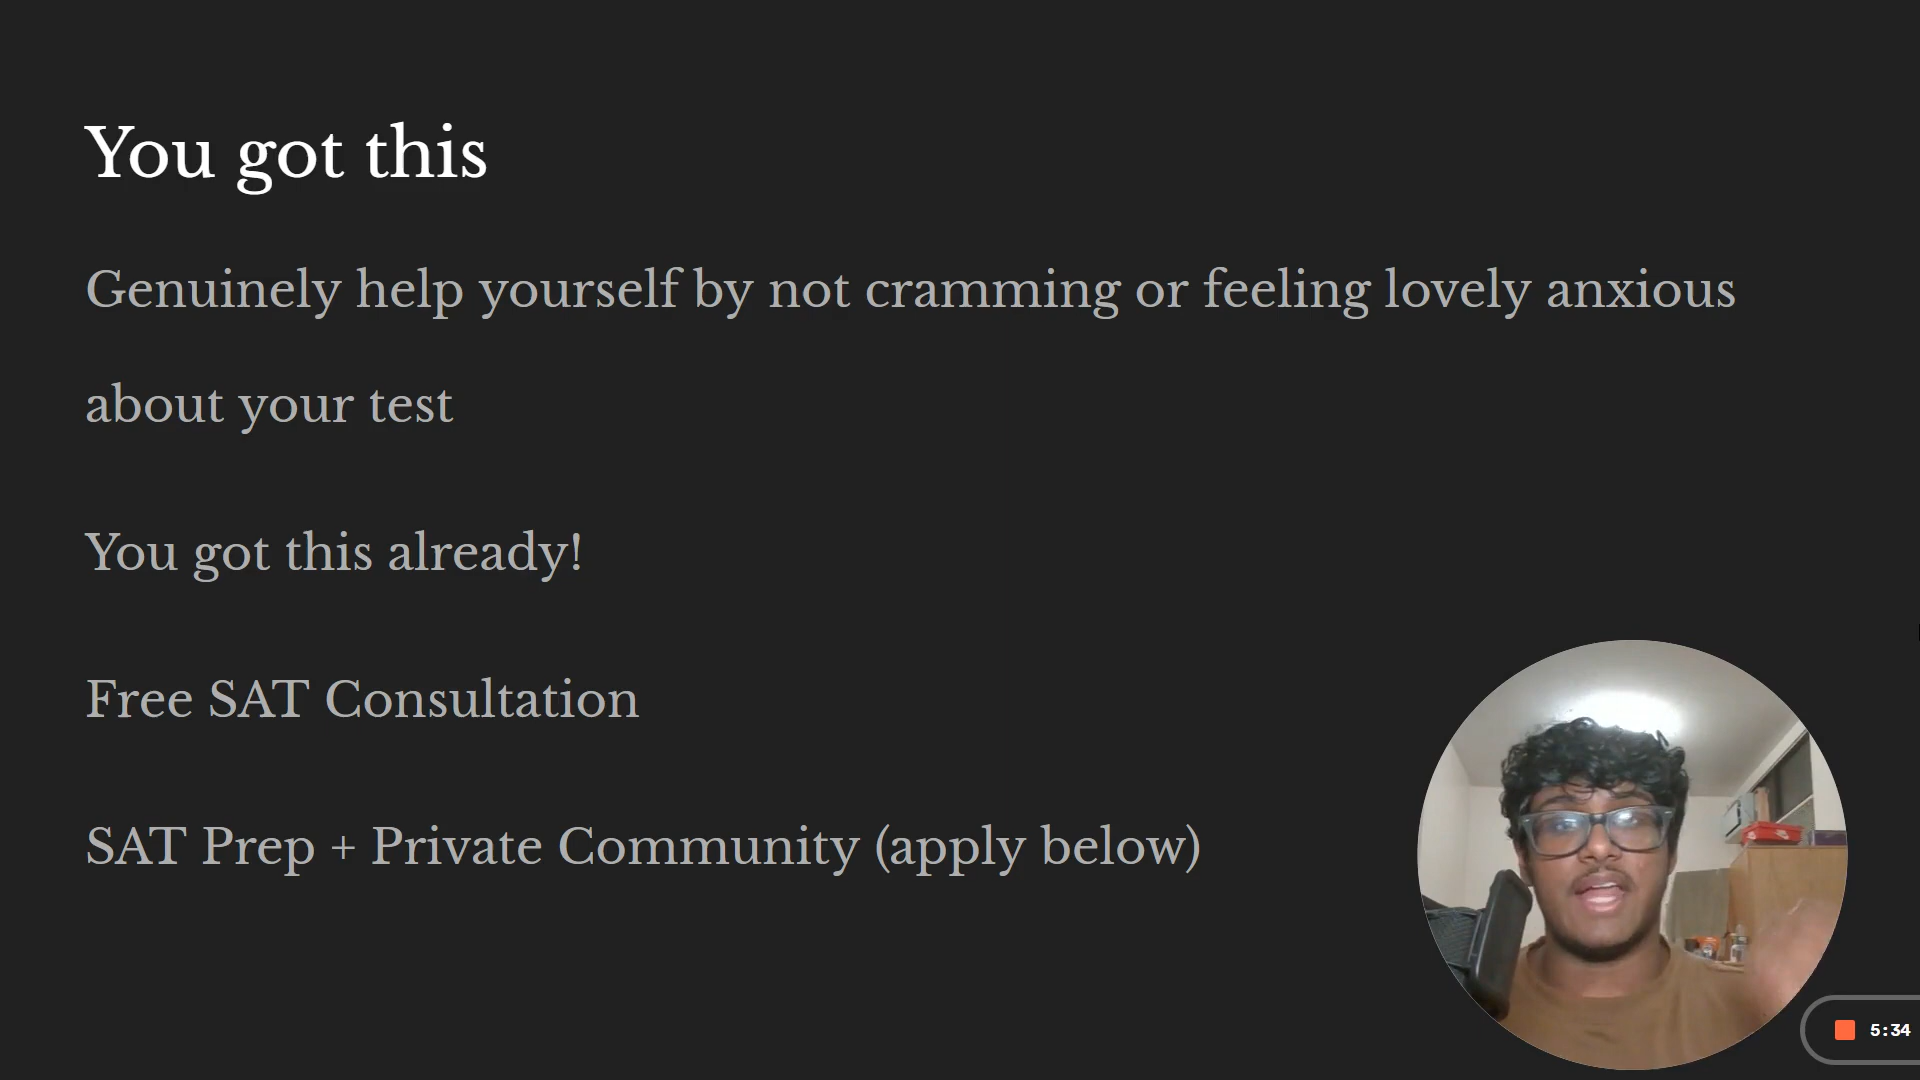 You got this
Genuinely help yourself by not cramming or feeling lovely anxious
about your test
You got this already!
Free SAT Consultation
SAT Prep + Private Community (apply below)
5:34